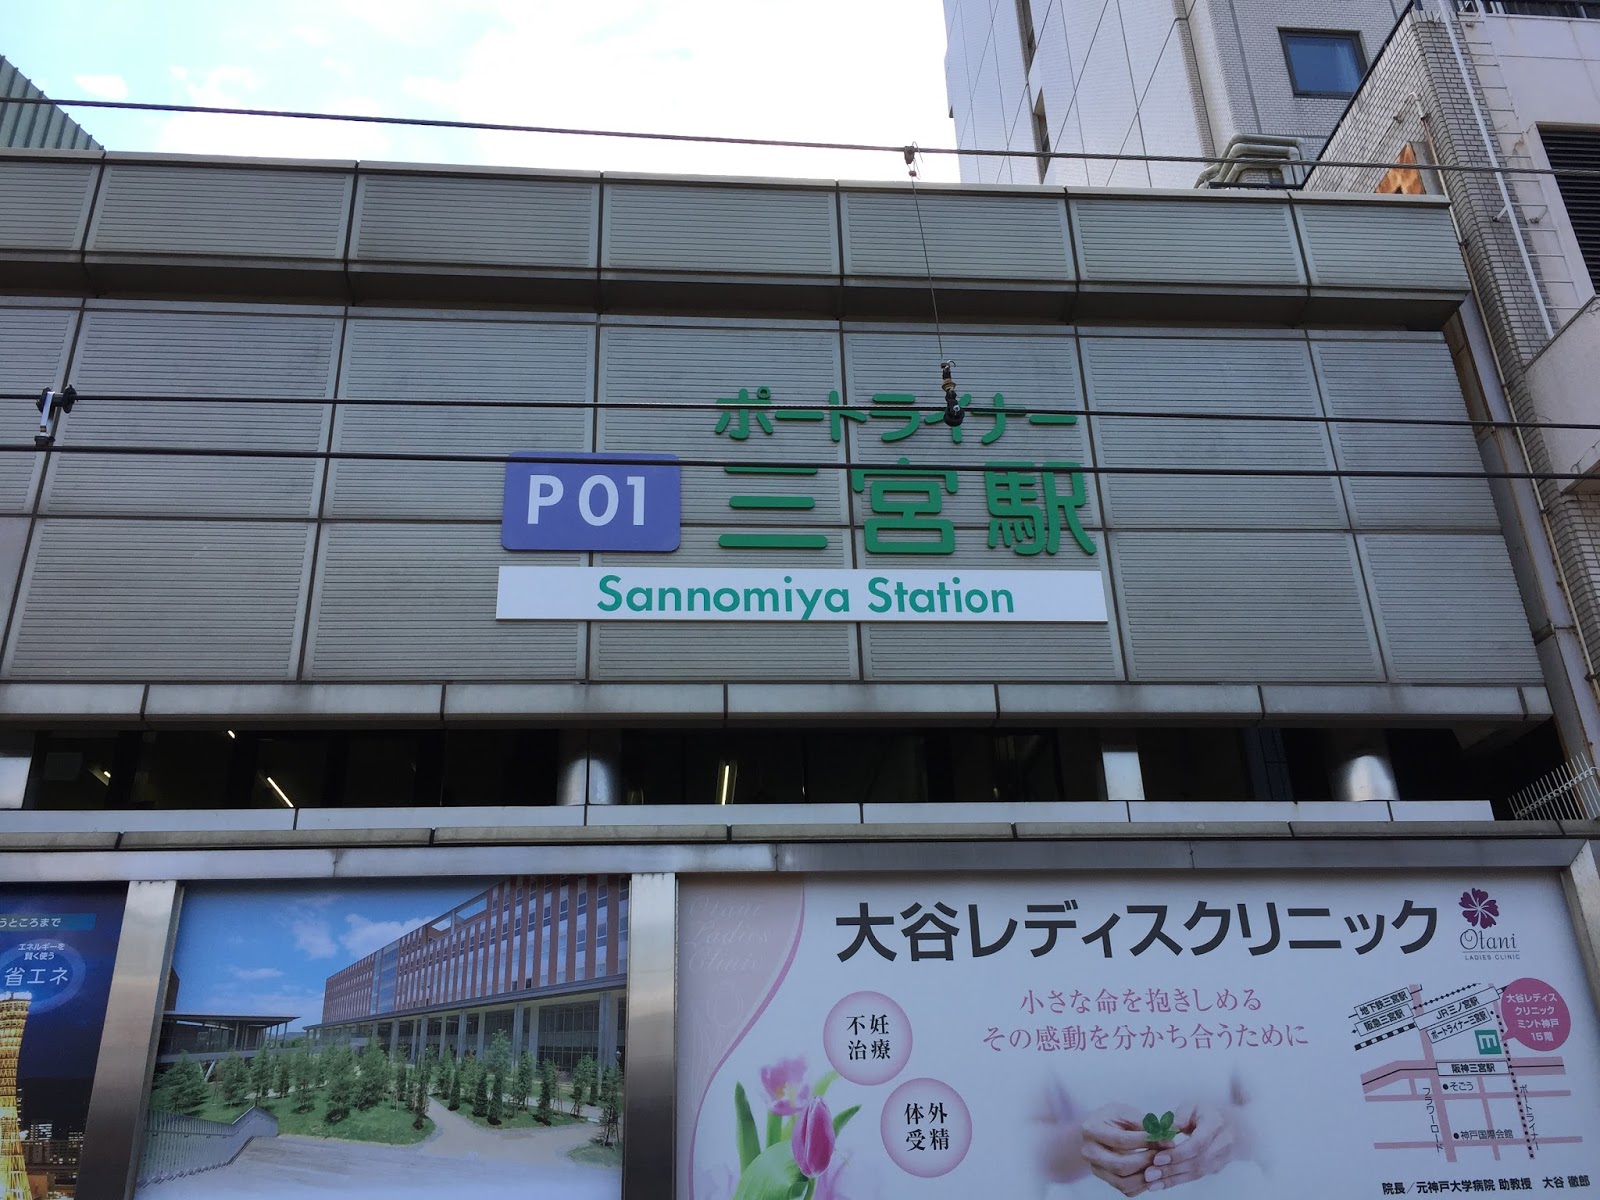 ポートライナー
P01
三宮駅
Sannomiya Station
うところまで
エネルギーを
賢く使う
省エネ
大谷レディスクリニック
Otani
LADIES CLINIC
小さな命を抱きしめる
その感動を分かち合うために
不妊
治療
体外
受精
地下鉄三宮駅
阪急三宮駅
JR三ノ宮駅
ポートライナー三宮駅
大谷レディス
クリニック
ミント神戸
15階
m
阪神三宮駅
そごう
フラワーロード
ポートライナー
神戸国際会館
院長／元神戸大学病院 助教授 大谷 徹郎